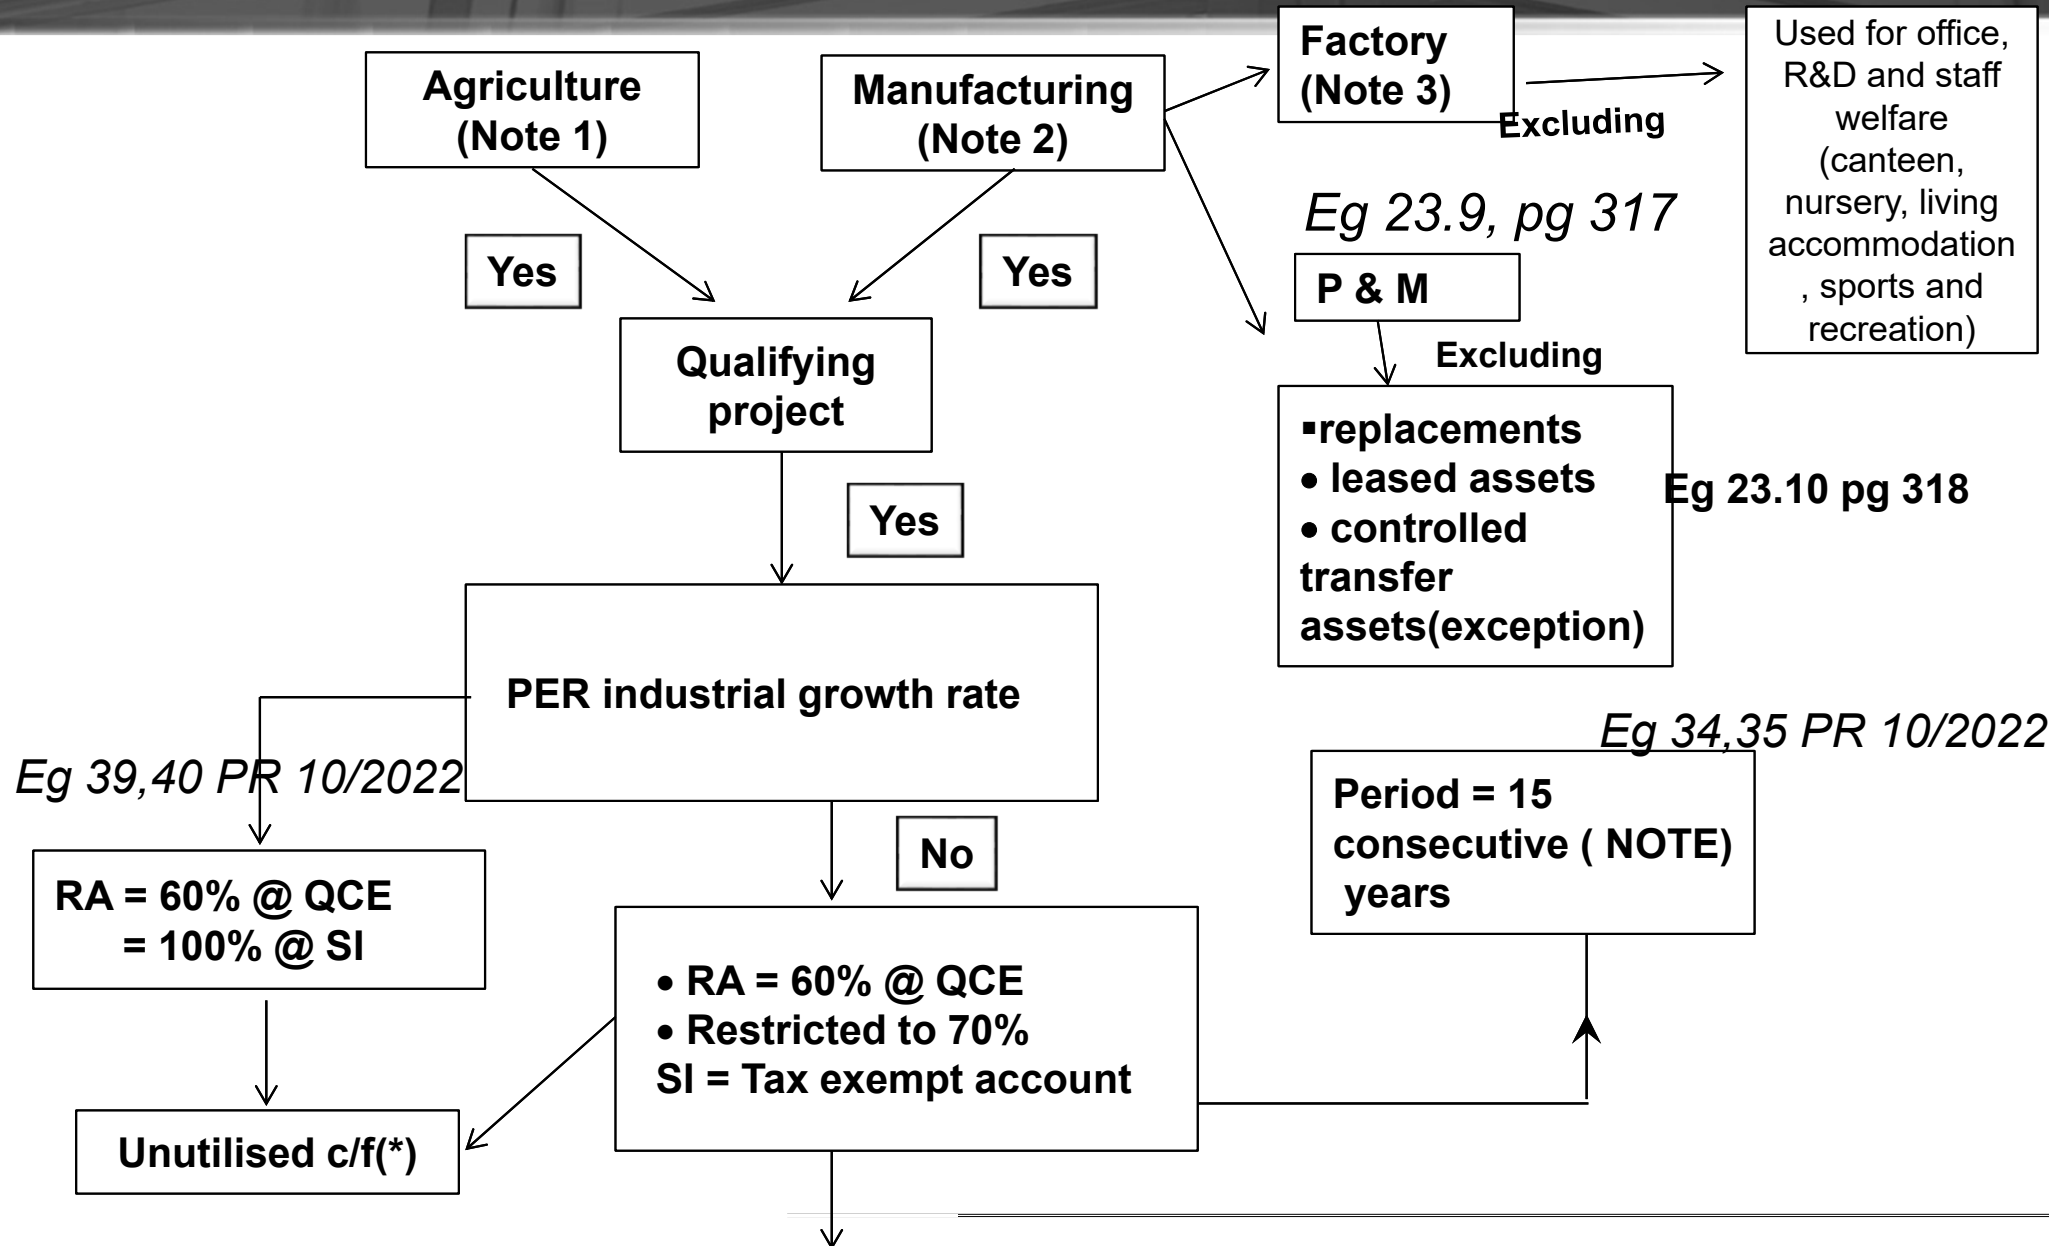 Agriculture
(Note 1)
Manufacturing
(Note 2)
Factory
(Note 3)
Excluding
Used for office,
R&D and staff
welfare
(canteen,
nursery, living
accommodation
, sports and
recreation)
Eg 23.9, pg 317
Yes
Yes
P & M
Excluding
Qualifying
project
▪replacements
• leased assets
• controlled
transfer
assets(exception)
Eg 23.10 pg 318
Yes
PER industrial growth rate
Eg 39,40 PR 10/2022
Eg 34,35 PR 10/2022
Period = 15
consecutive ( NOTE)
years
No
RA = 60% @ QCE
= 100% @ SI
• RA = 60% @ QCE
• Restricted to 70%
SI = Tax exempt account
Unutilised c/f(*)